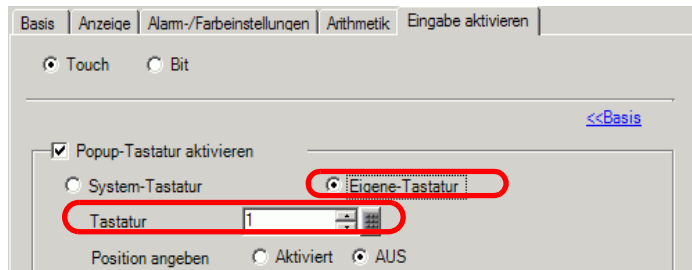 Basis Anzeige Alarm-/Farbeinstellungen Arithmetik Eingabe aktivieren
Touch Bit
<<Basis
Popup-Tastatur aktivieren
System-Tastatur Eigene-Tastatur
Tastatur 1
Position angeben Aktiviert AUS